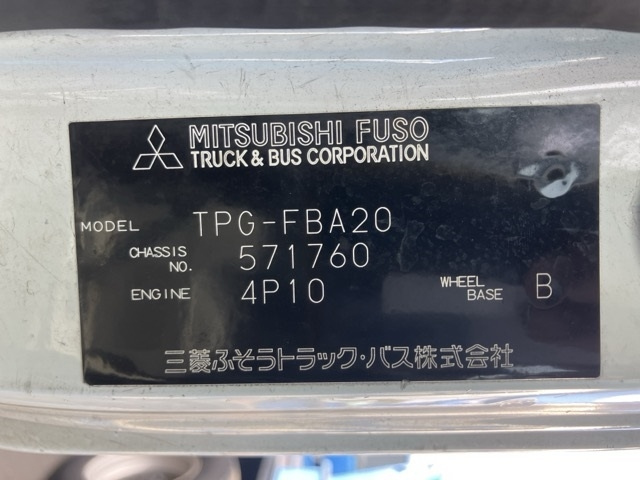 MITSUBISHI FUSO
TRUCK & BUS CORPORATION
MODEL TPG-FBA20
CHASSIS NO. 571760
ENGINE 4P10 WHEEL BASE B
三菱ふそうトラック・バス株式会社